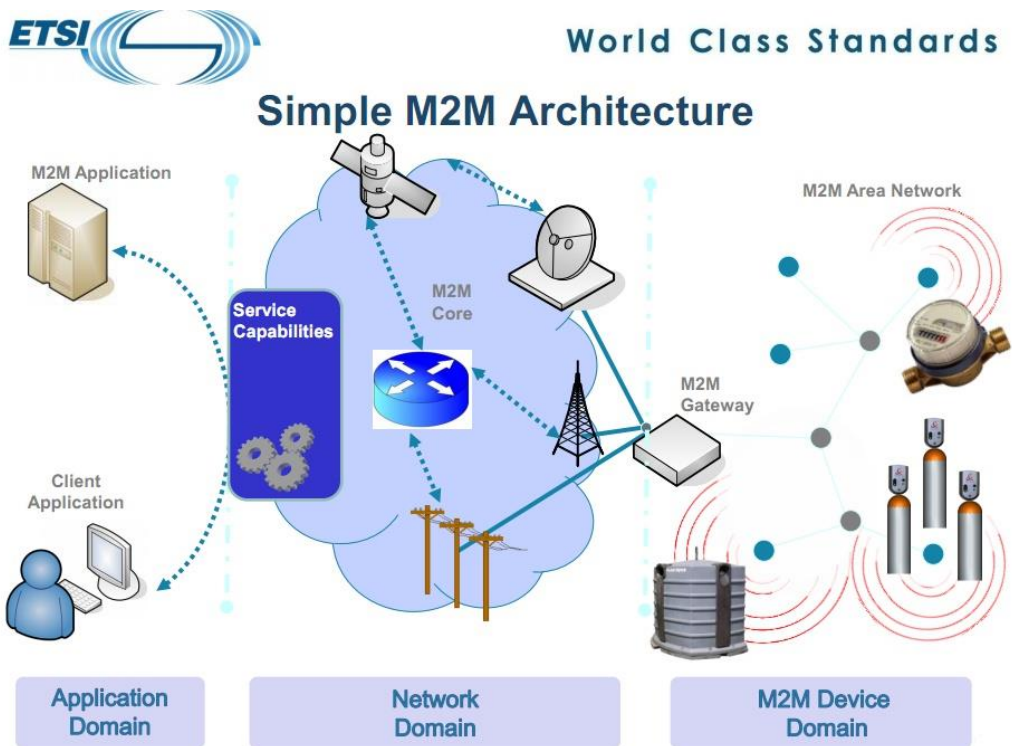 ETSI
World Class Standards
Simple M2M Architecture
M2M Application
M2M Area Network
Service
Capabilities
M2M
Core
M2M
Gateway
Client
Application
Application
Domain
Network
Domain
M2M Device
Domain